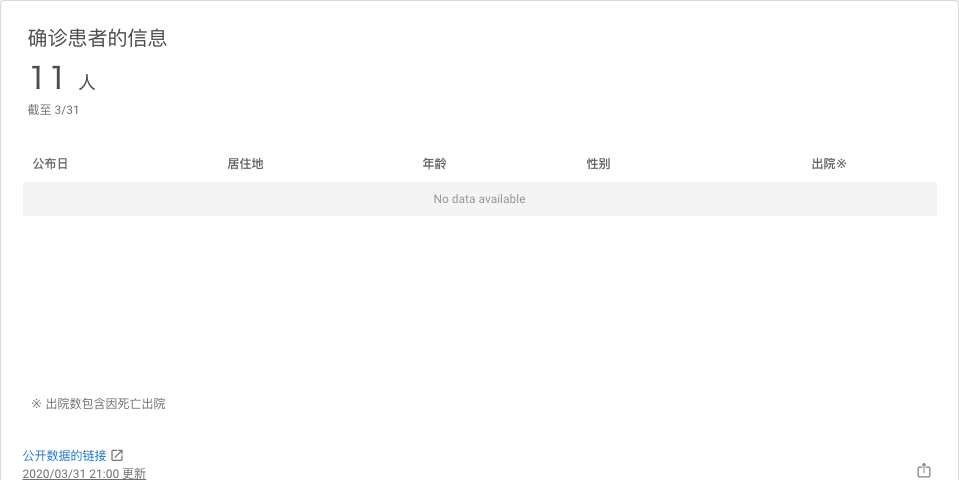 确诊患者的信息
11 人
截至 3/31
公布日 居住地 年龄 性别 出院※
No data available
※ 出院数包含因死亡出院
公开数据的链接
2020/03/31 21:00 更新